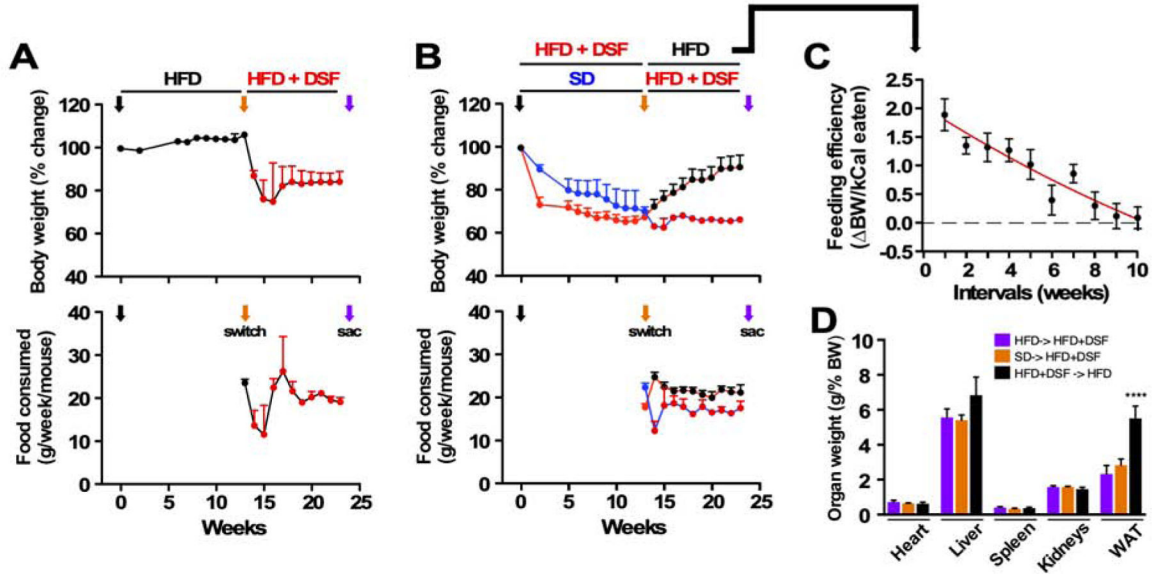 A
HFD
HFD + DSF
120
100
80
60
40
Body weight (% change)
40
30
20
10
0
Food consumed
(g/week/mouse)
switch
sac
0 5 10 15 20 25
Weeks
B
HFD + DSF
HFD
SD
HFD + DSF
120
100
80
60
40
Body weight (% change)
40
30
20
10
0
Food consumed
(g/week/mouse)
switch
sac
0 5 10 15 20 25
Weeks
C
2.5
2.0
1.5
1.0
0.5
0.0
-0.5
Feeding efficiency
(ΔBW/kCal eaten)
0 2 4 6 8 10
Intervals (weeks)
D
10
8
6
4
2
0
Organ weight (g/% BW)
HFD-> HFD+DSF
SD-> HFD+DSF
HFD+DSF -> HFD
****
Heart
Liver
Spleen
Kidneys
WAT